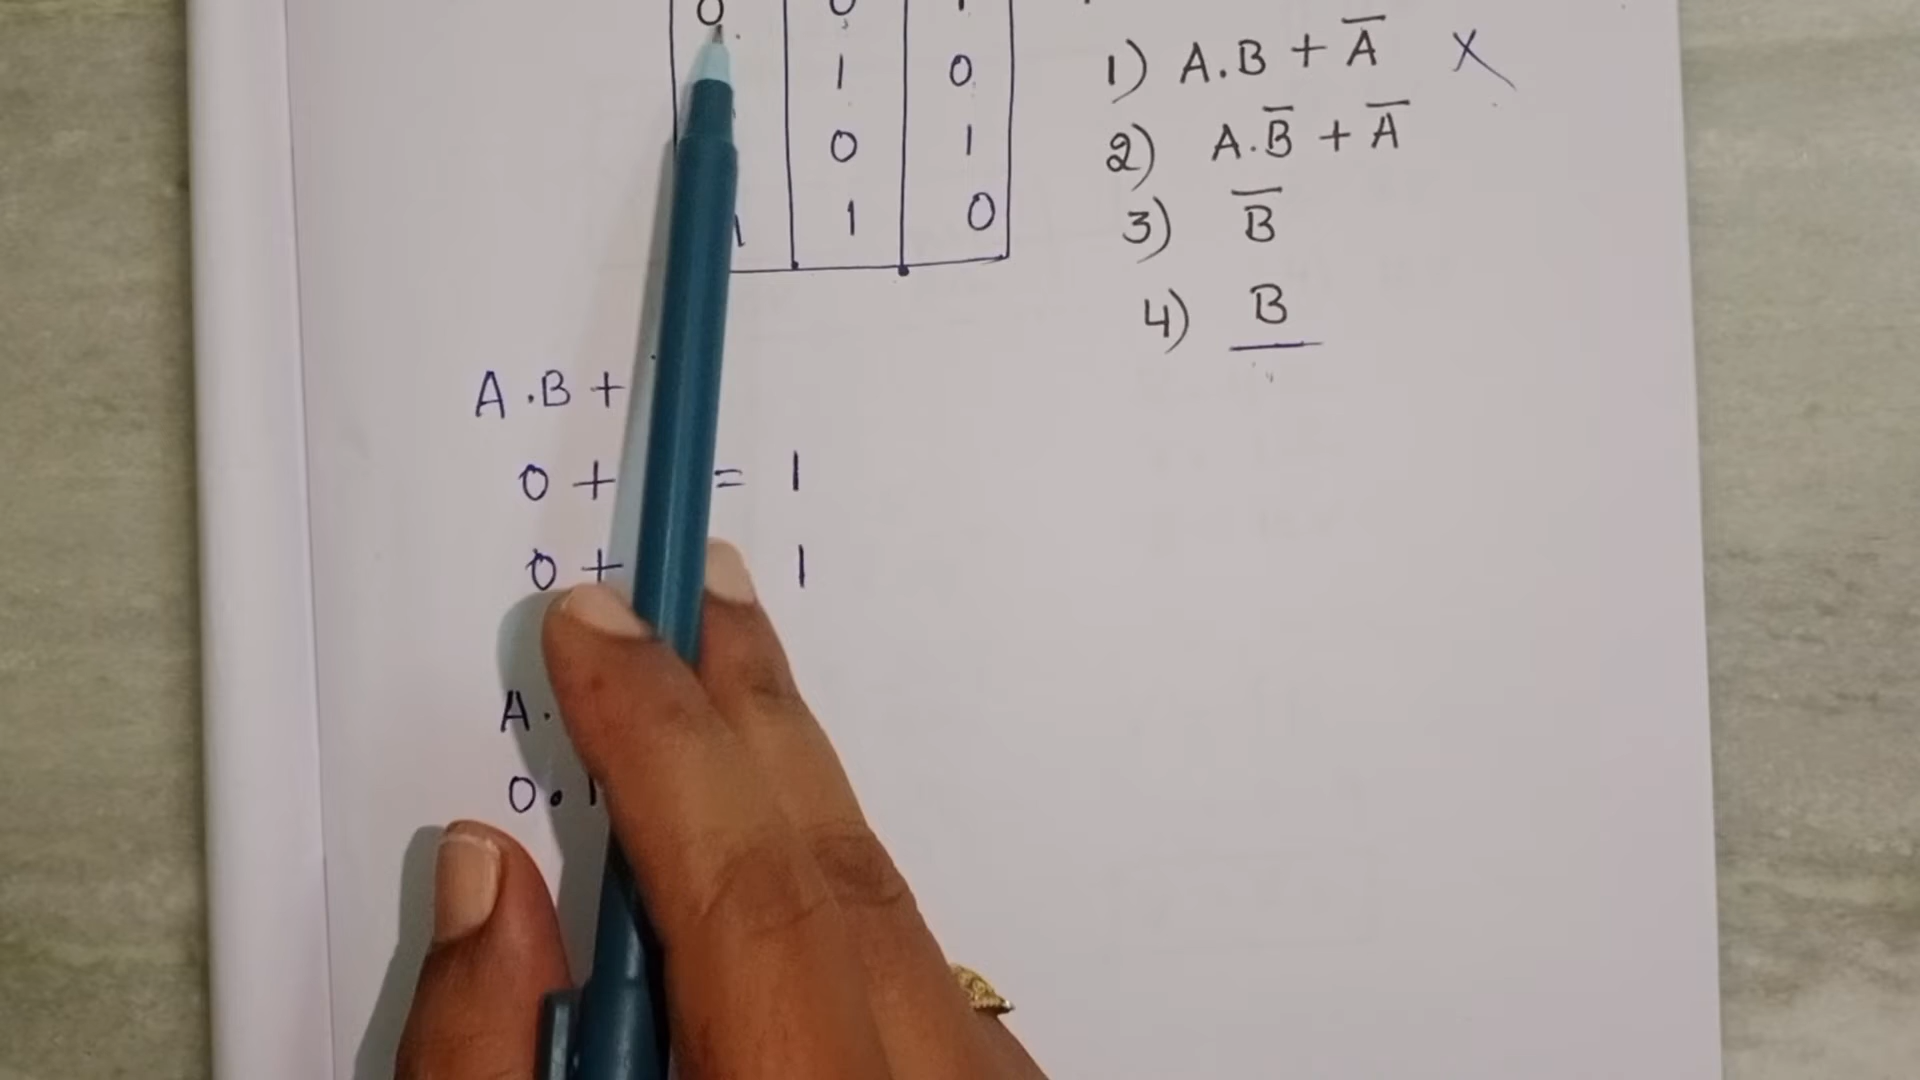 0 0 1
1 0
0 1
1 1 0
1) A.B + A̅ X
2) A.B̅ + A̅
3) B̅
4) B
A.B +
0 + = 1
0 + 1
A.
0.1